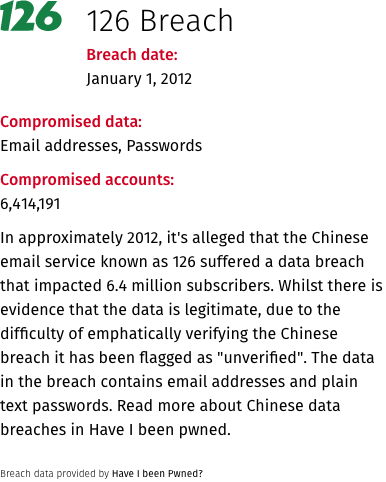 126
126 Breach
Breach date:
January 1, 2012
Compromised data:
Email addresses, Passwords
Compromised accounts:
6,414,191
In approximately 2012, it's alleged that the Chinese
email service known as 126 suffered a data breach
that impacted 6.4 million subscribers. Whilst there is
evidence that the data is legitimate, due to the
difficulty of emphatically verifying the Chinese
breach it has been flagged as "unverified". The data
in the breach contains email addresses and plain
text passwords. Read more about Chinese data
breaches in Have I been pwned.
Breach data provided by Have I been Pwned?